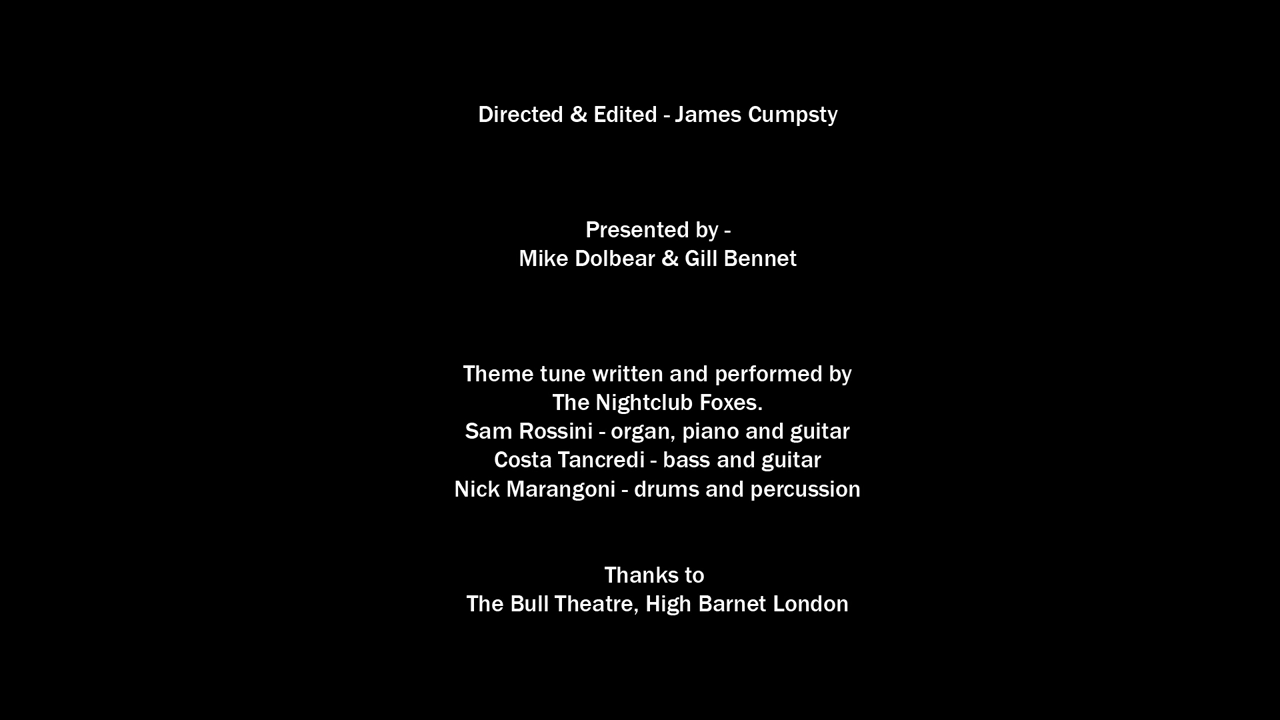 Directed & Edited - James Cumpsty
Presented by -
Mike Dolbear & Gill Bennet
Theme tune written and performed by
The Nightclub Foxes.
Sam Rossini - organ, piano and guitar
Costa Tancredi - bass and guitar
Nick Marangoni - drums and percussion
Thanks to
The Bull Theatre, High Barnet London